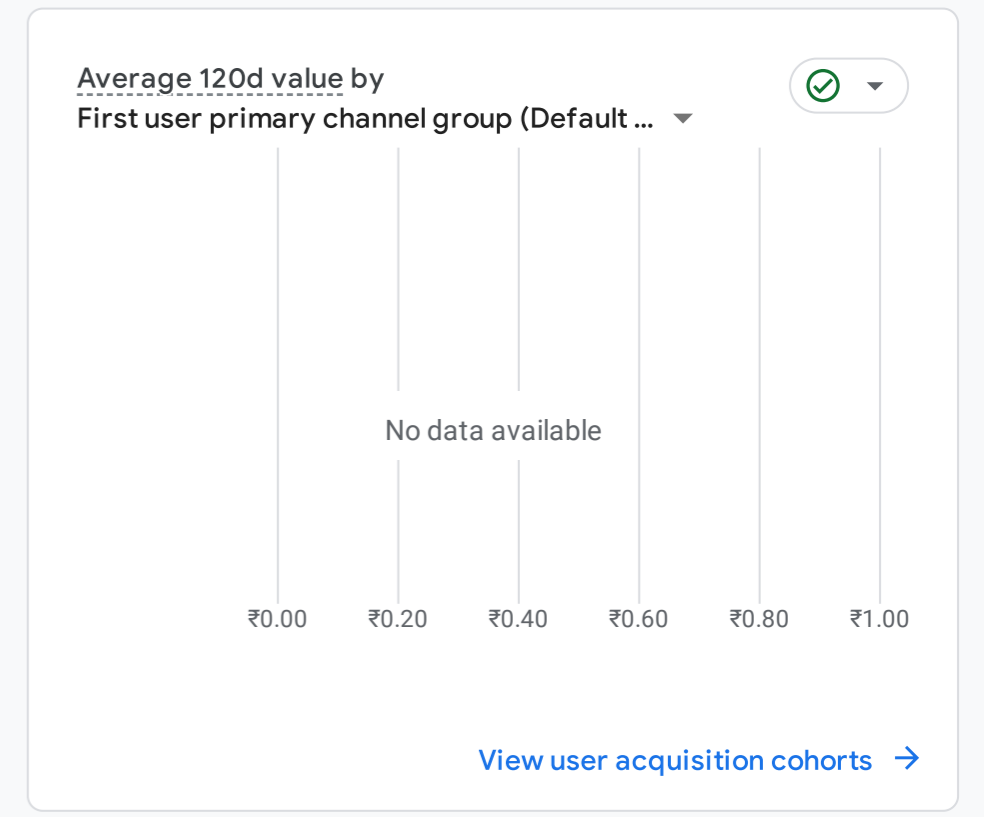 Average 120d value by
First user primary channel group (Default ...
No data available
₹0.00 ₹0.20 ₹0.40 ₹0.60 ₹0.80 ₹1.00
View user acquisition cohorts